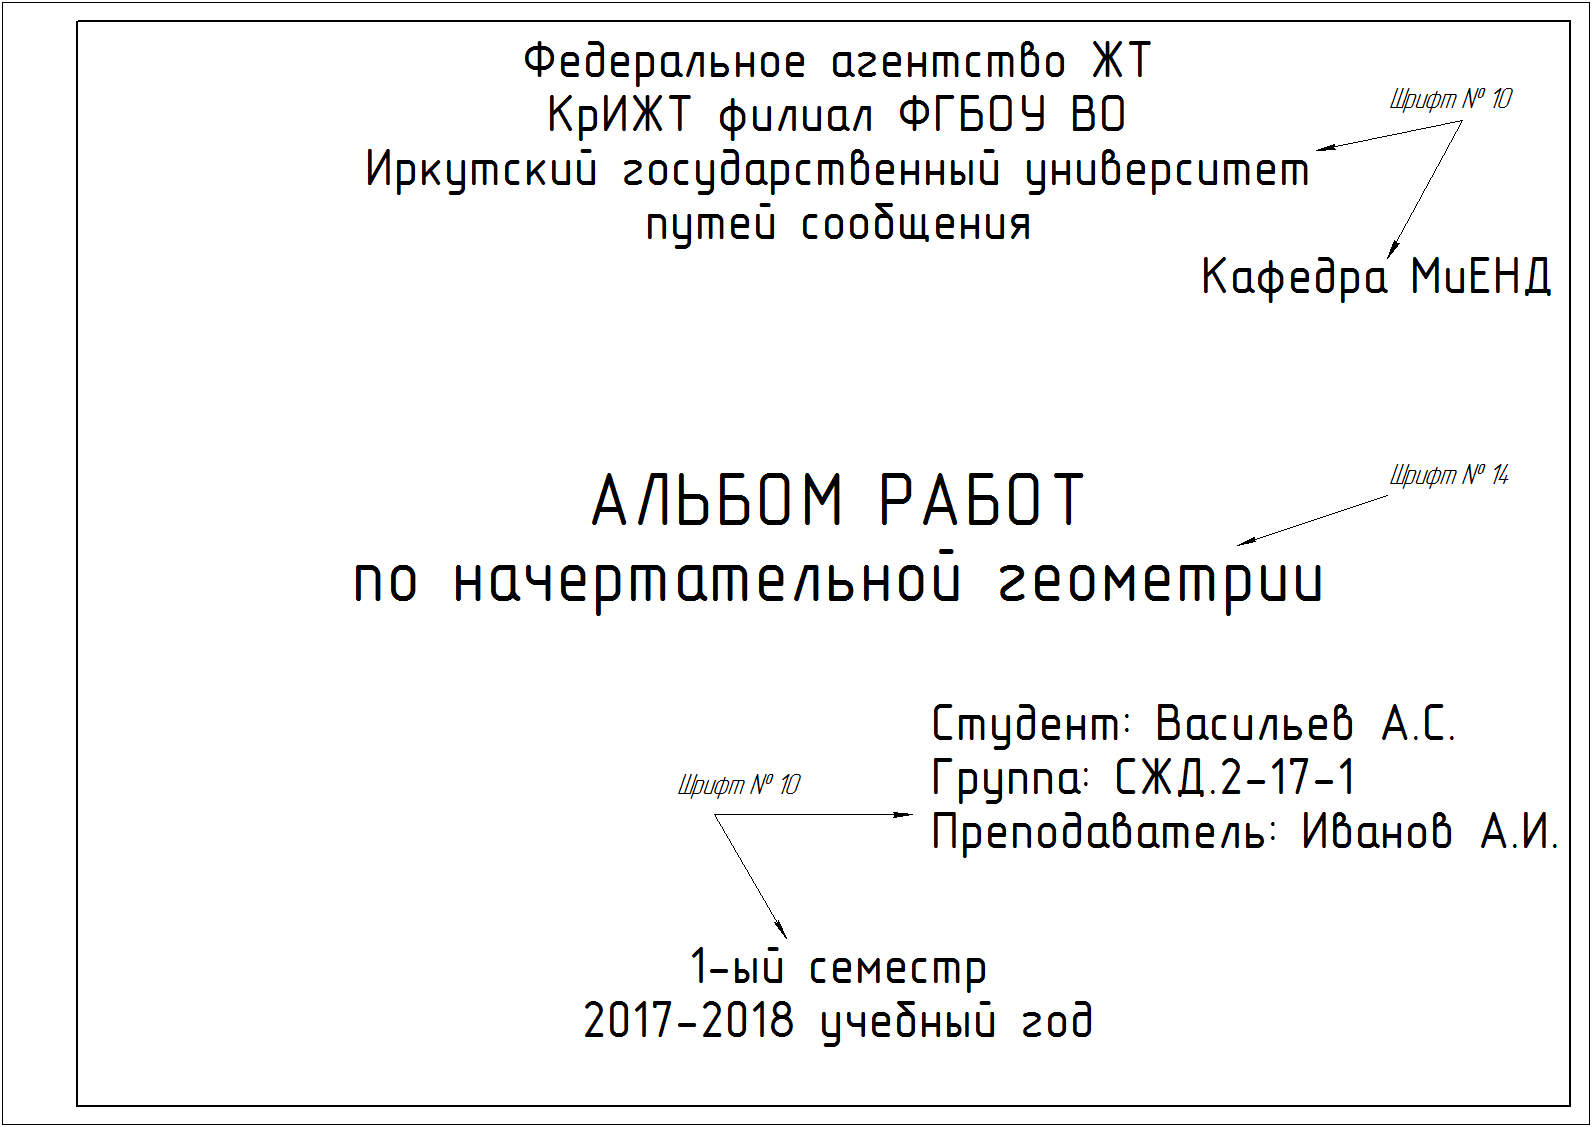 Федеральное агентство ЖТ
КрИЖТ филиал ФГБОУ ВО
Шрифт № 10
Иркутский государственный университет
путей сообщения
Кафедра МиЕНД
АЛЬБОМ РАБОТ
Шрифт № 14
по начертательной геометрии
Студент: Васильев А.С.
Группа: СЖД.2-17-1
Шрифт № 10
Преподаватель: Иванов А.И.
1-ый семестр
2017-2018 учебный год